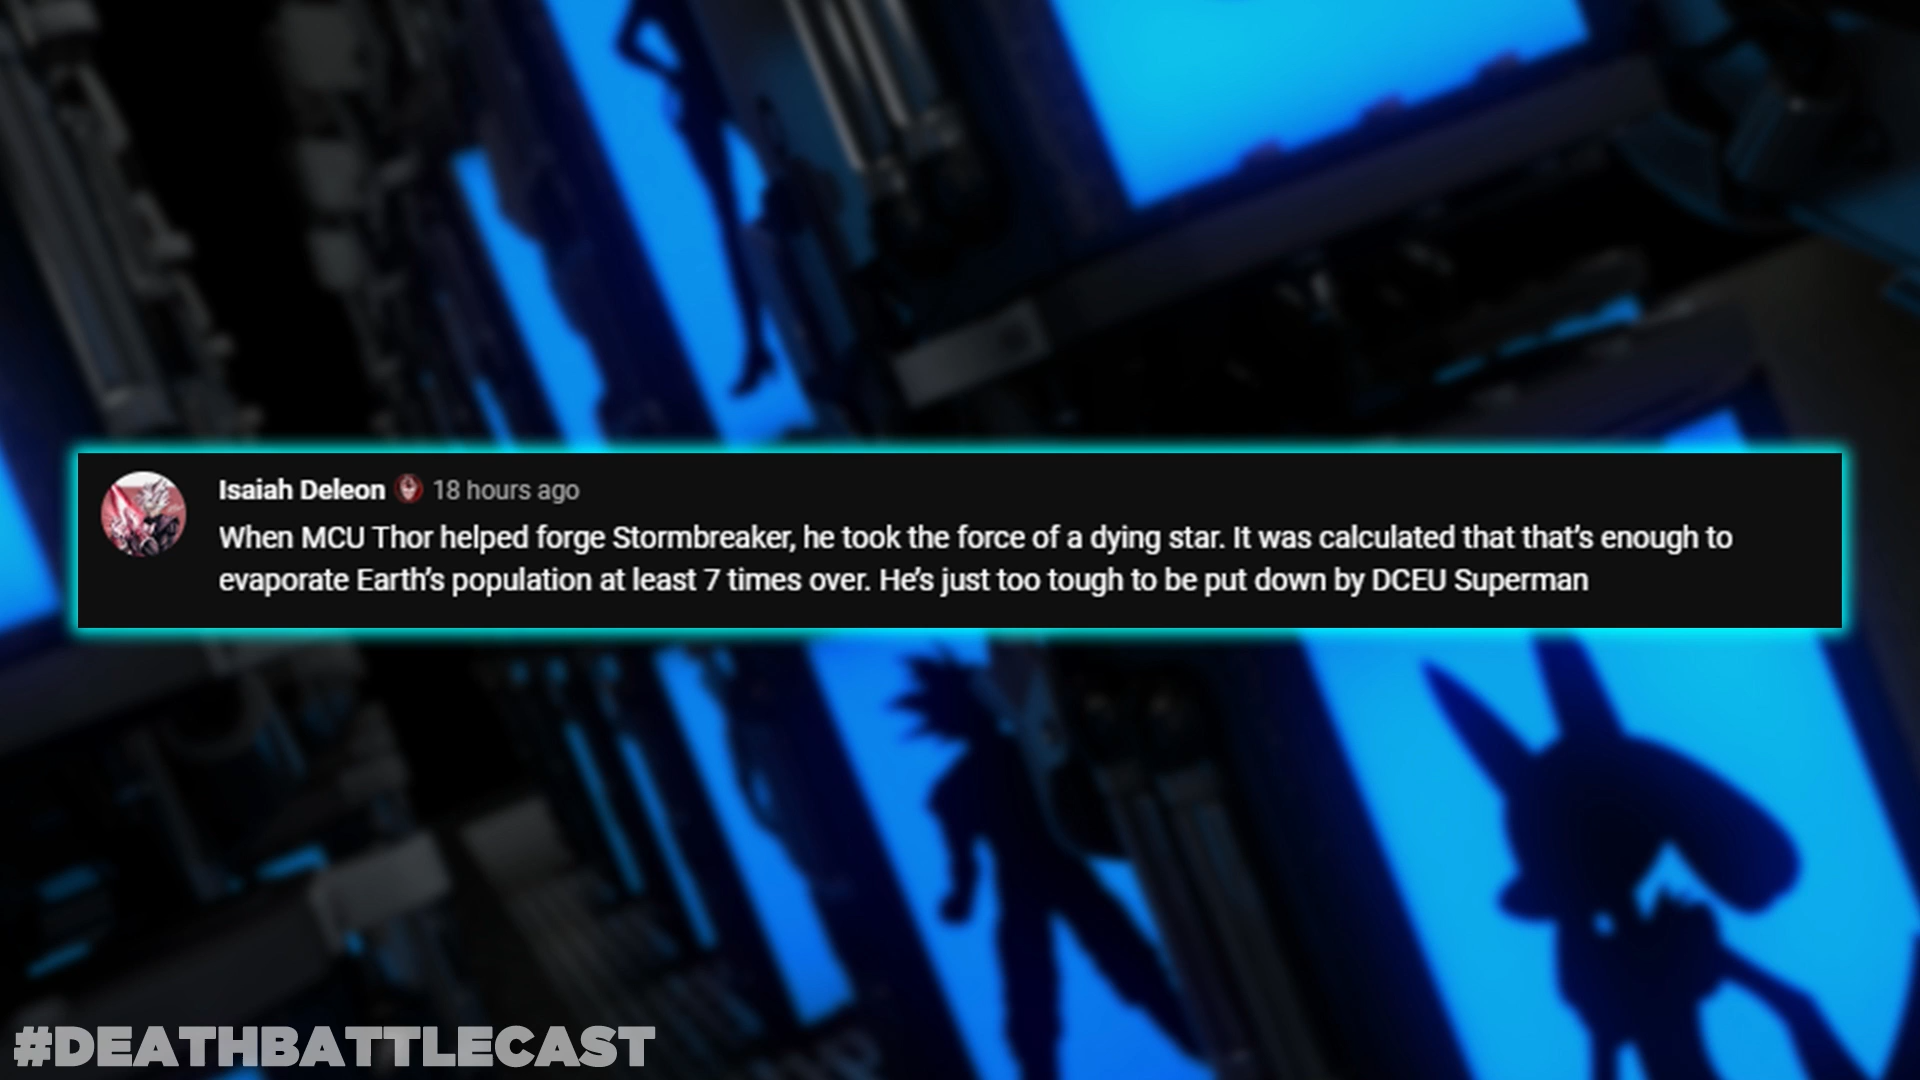 Isaiah Deleon 18 hours ago
When MCU Thor helped forge Stormbreaker, he took the force of a dying star. It was calculated that that’s enough to
evaporate Earth’s population at least 7 times over. He’s just too tough to be put down by DCEU Superman
#DEATHBATTLECAST